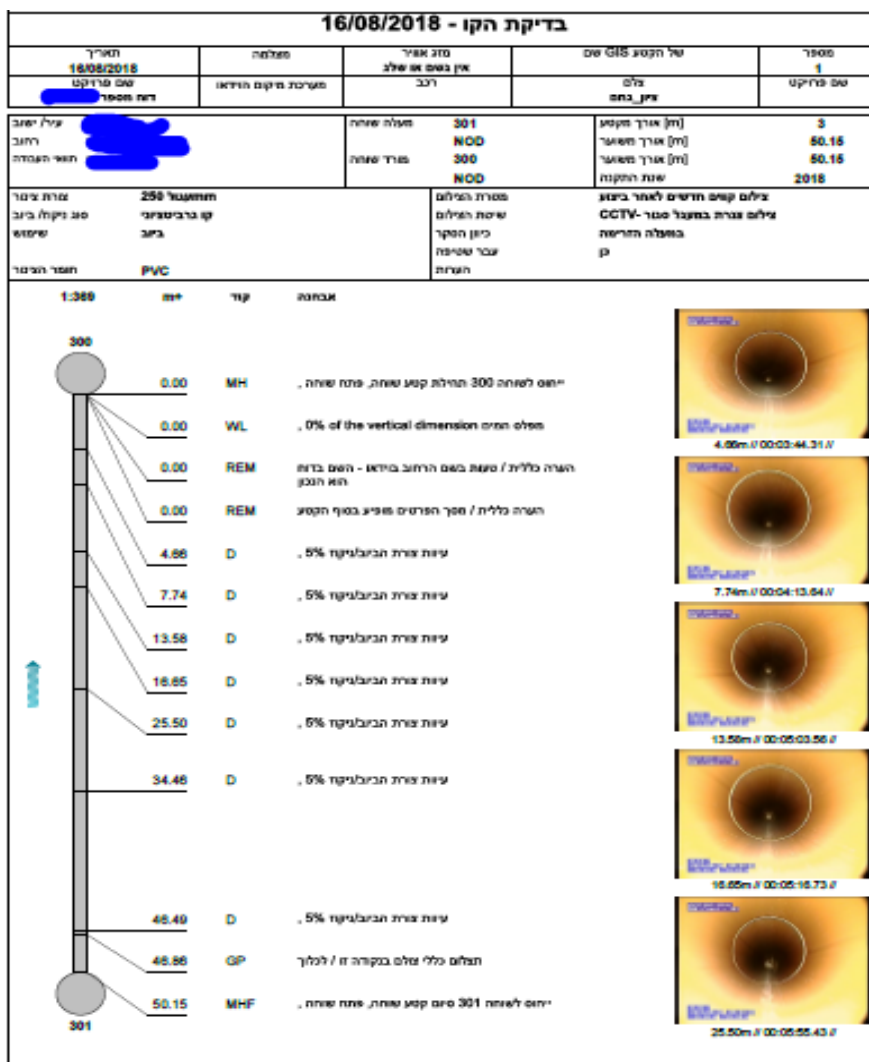 בדיקת הקו - 16/08/2018
מספר של הקטע GIS שם מזג אוויר מצלמה תאריך
1 אין גשם או שלג 16/08/2018
שם פרויקט צלם רכב מערכת מיקום הוידאו שם פרויקט
ציון_נחום דוח מספר
עיר/ ישוב מעלה שוחה 301 אורך מקטע [m] 3
רחוב NOD אורך משוער [m] 50.15
תוואי העבודה מורד שוחה 300 אורך משוער [m] 50.15
NOD שנת התקנה 2018
צורת צינור 250 mm מטרת הצילום צילום קווים חדשים לאחר ביצוע
סוג ניקוז/ ביוב קו גרביטציוני שיטת הצילום צילום צנרת במעגל סגור -CCTV
שימוש ביוב כיוון הסקר במעלה הזרימה
עבר שטיפה כן
חומר הצינור PVC הערות
1:369 m+ קוד אבחנה
300
0.00 MH ייחוס לשוחה 300 תחילת קטע שוחה, פתח שוחה ,
0.00 WL מפלס המים 0% of the vertical dimension ,
0.00 REM הערה כללית / טעות בשם הרחוב בוידאו - השם בדוח
הוא הנכון
0.00 REM הערה כללית / מסך הפרטים מופיע בסוף הקטע
4.66 D עיוות צורת הביוב/ניקוז 5% ,
7.74 D עיוות צורת הביוב/ניקוז 5% ,
13.58 D עיוות צורת הביוב/ניקוז 5% ,
16.65 D עיוות צורת הביוב/ניקוז 5% ,
25.50 D עיוות צורת הביוב/ניקוז 5% ,
34.46 D עיוות צורת הביוב/ניקוז 5% ,
46.49 D עיוות צורת הביוב/ניקוז 5% ,
46.86 GP תצלום כללי צולם בנקודה זו / לכלוך
50.15 MHF ייחוס לשוחה 301 סיום קטע שוחה, פתח שוחה ,
301
4.66m // 00:03:44.31 //
7.74m // 00:04:13.64 //
13.58m // 00:05:03.56 //
16.65m // 00:05:16.73 //
25.50m // 00:05:55.43 //